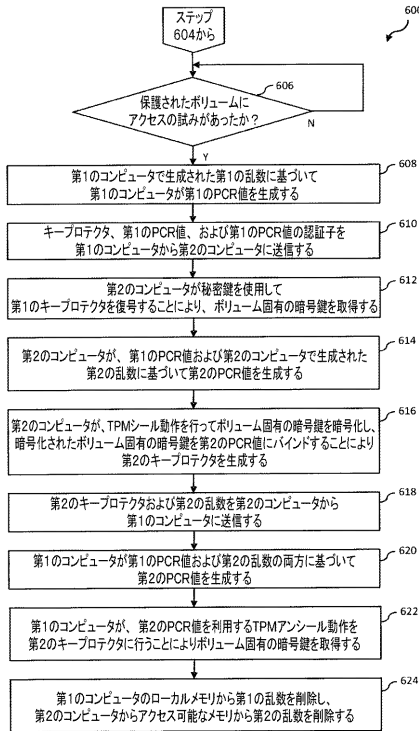 ステップ
604から
600
606
保護されたボリュームに
アクセスの試みがあったか?
N
Y
608
第1のコンピュータで生成された第1の乱数に基づいて
第1のコンピュータが第1のPCR値を生成する
610
キープロテクタ、第1のPCR値、および第1のPCR値の認証子を
第1のコンピュータから第2のコンピュータに送信する
612
第2のコンピュータが秘密鍵を使用して
第1のキープロテクタを復号することにより、ボリューム固有の暗号鍵を取得する
614
第2のコンピュータが、第1のPCR値および第2のコンピュータで生成された
第2の乱数に基づいて第2のPCR値を生成する
616
第2のコンピュータが、TPMシール動作を行ってボリューム固有の暗号鍵を暗号化し、
暗号化されたボリューム固有の暗号鍵を第2のPCR値にバインドすることにより
第2のキープロテクタを生成する
618
第2のキープロテクタおよび第2の乱数を第2のコンピュータから
第1のコンピュータに送信する
620
第1のコンピュータが第1のPCR値および第2の乱数の両方に基づいて
第2のPCR値を生成する
622
第1のコンピュータが、第2のPCR値を利用するTPMアンシール動作を
第2のキープロテクタに行うことによりボリューム固有の暗号鍵を取得する
624
第1のコンピュータのローカルメモリから第1の乱数を削除し、
第2のコンピュータからアクセス可能なメモリから第2の乱数を削除する